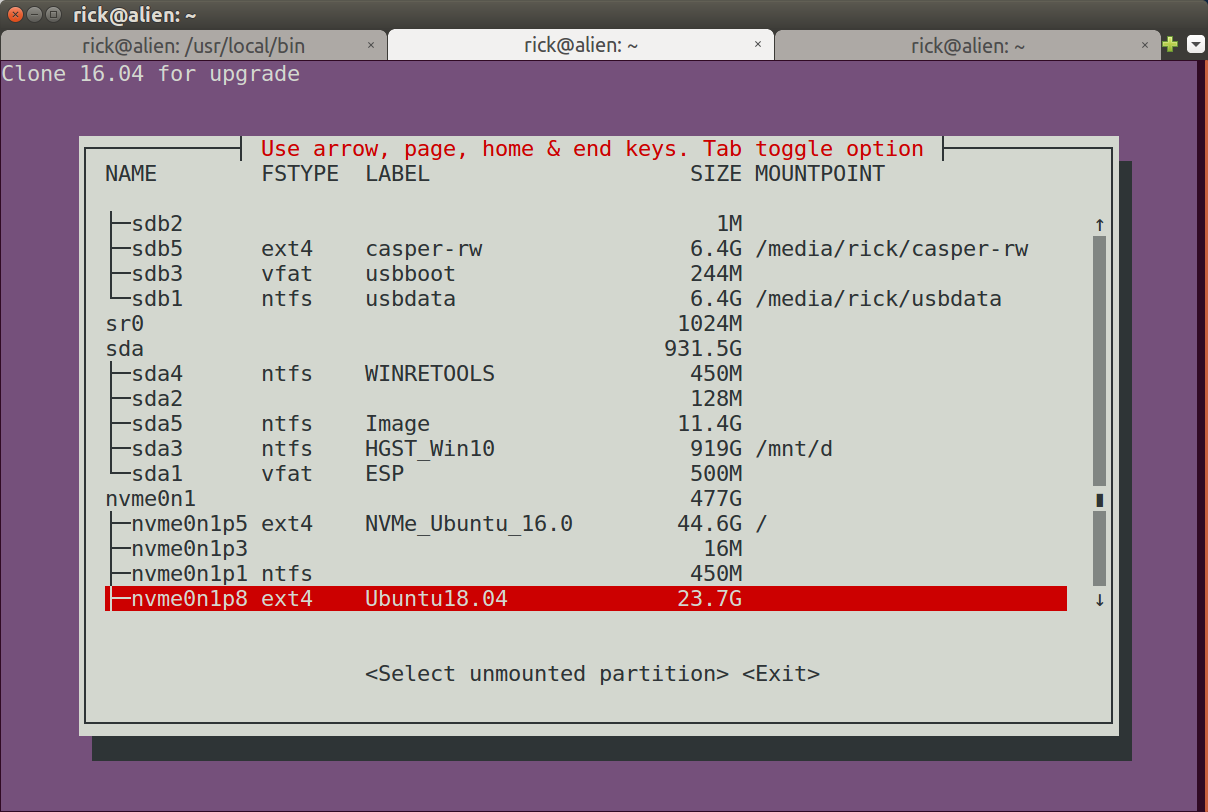 rick@alien: ~
rick@alien: /usr/local/bin × rick@alien: ~ × rick@alien: ~ ×
Clone 16.04 for upgrade
Use arrow, page, home & end keys. Tab toggle option
NAME        FSTYPE  LABEL                    SIZE MOUNTPOINT
├─sdb2                                         1M
├─sdb5      ext4    casper-rw                6.4G /media/rick/casper-rw
├─sdb3      vfat    usbboot                  244M
└─sdb1      ntfs    usbdata                  6.4G /media/rick/usbdata
sr0                                         1024M
sda                                        931.5G
├─sda4      ntfs    WINRETOOLS               450M
├─sda2                                       128M
├─sda5      ntfs    Image                   11.4G
├─sda3      ntfs    HGST_Win10               919G /mnt/d
└─sda1      vfat    ESP                      500M
nvme0n1                                      477G
├─nvme0n1p5 ext4    NVMe_Ubuntu_16.0        44.6G /
├─nvme0n1p3                                   16M
├─nvme0n1p1 ntfs                             450M
├─nvme0n1p8 ext4    Ubuntu18.04             23.7G
<Select unmounted partition> <Exit>